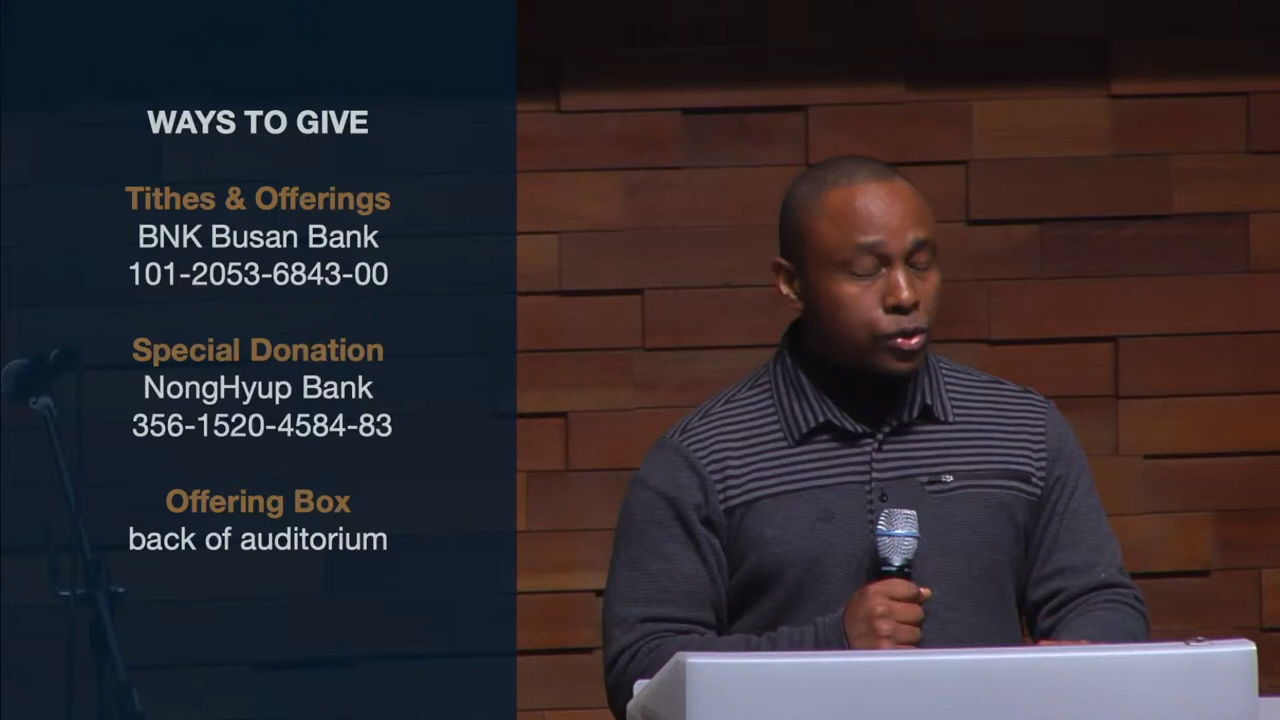 WAYS TO GIVE
Tithes & Offerings
BNK Busan Bank
101-2053-6843-00
Special Donation
NongHyup Bank
356-1520-4584-83
Offering Box
back of auditorium